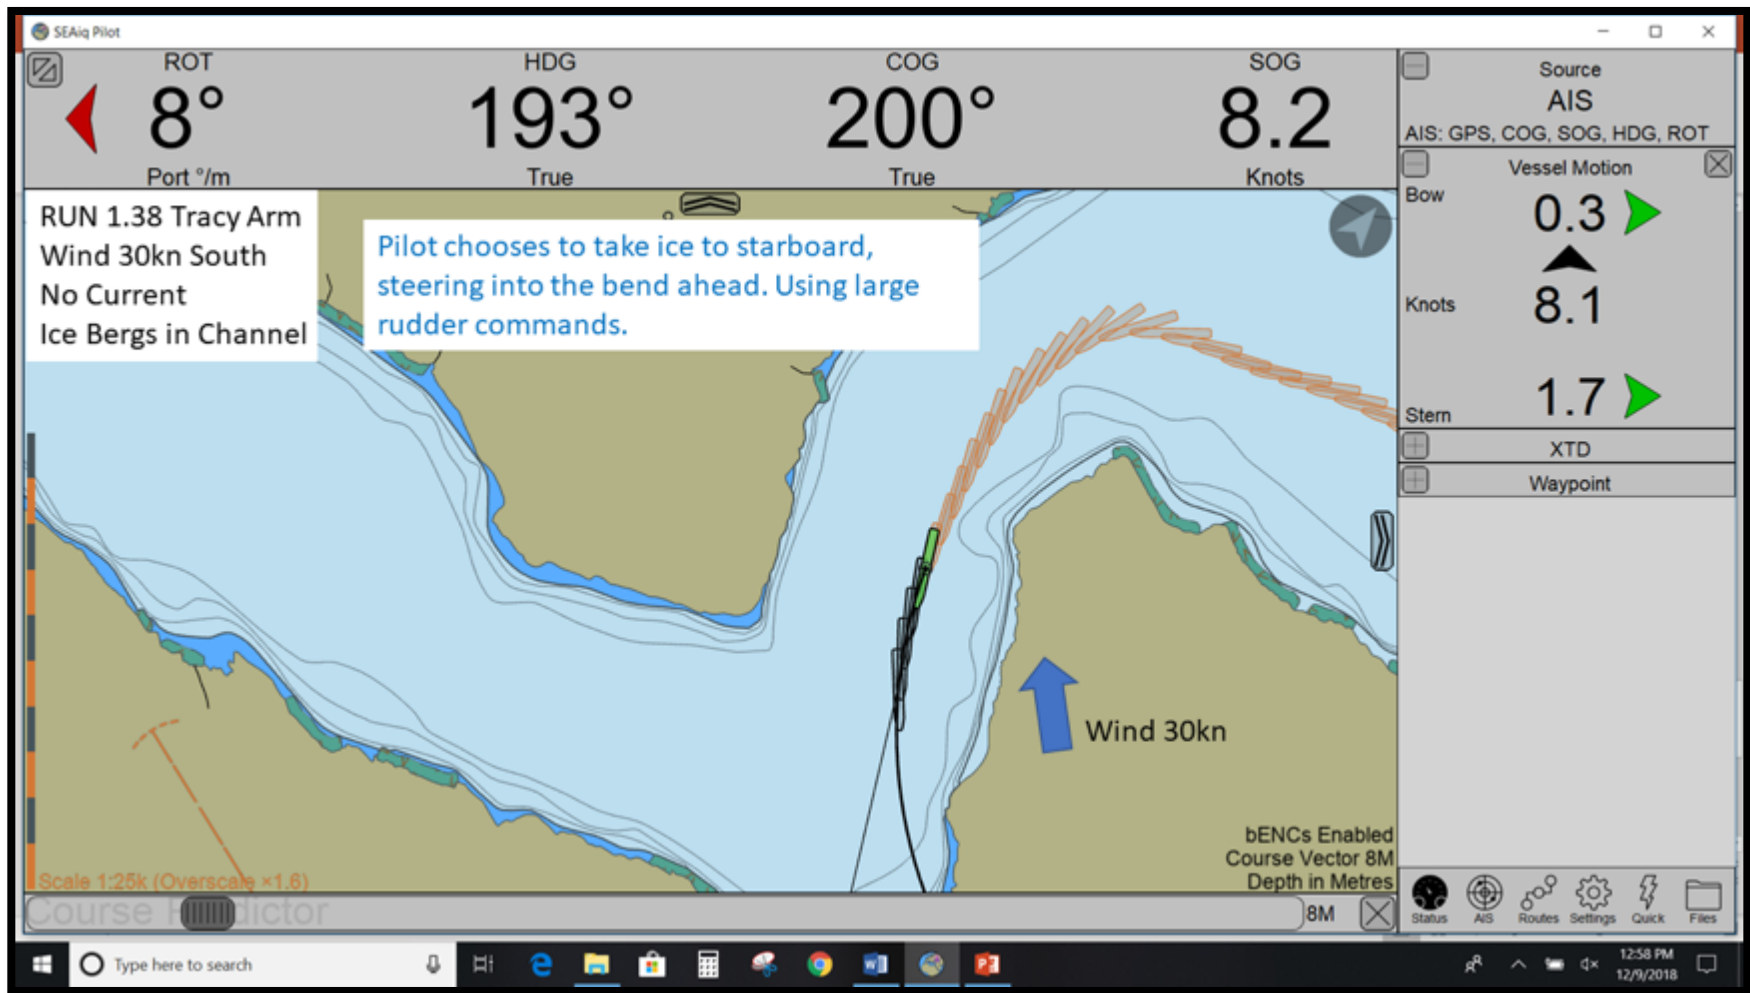 SEAiq Pilot
ROT
8°
Port °/m
HDG
193°
True
COG
200°
True
SOG
8.2
Knots
Source
AIS
AIS: GPS, COG, SOG, HDG, ROT
Vessel Motion
Bow
0.3
Knots
8.1
Stern
1.7
XTD
Waypoint
RUN 1.38 Tracy Arm
Wind 30kn South
No Current
Ice Bergs in Channel
Pilot chooses to take ice to starboard,
steering into the bend ahead. Using large
rudder commands.
Wind 30kn
bENCs Enabled
Course Vector 8M
Depth in Metres
Scale 1:25k (Overscale ×1.6)
Course Predictor
8M
Status
AIS
Routes
Settings
Quick
Files
Type here to search
12:58 PM
12/9/2018